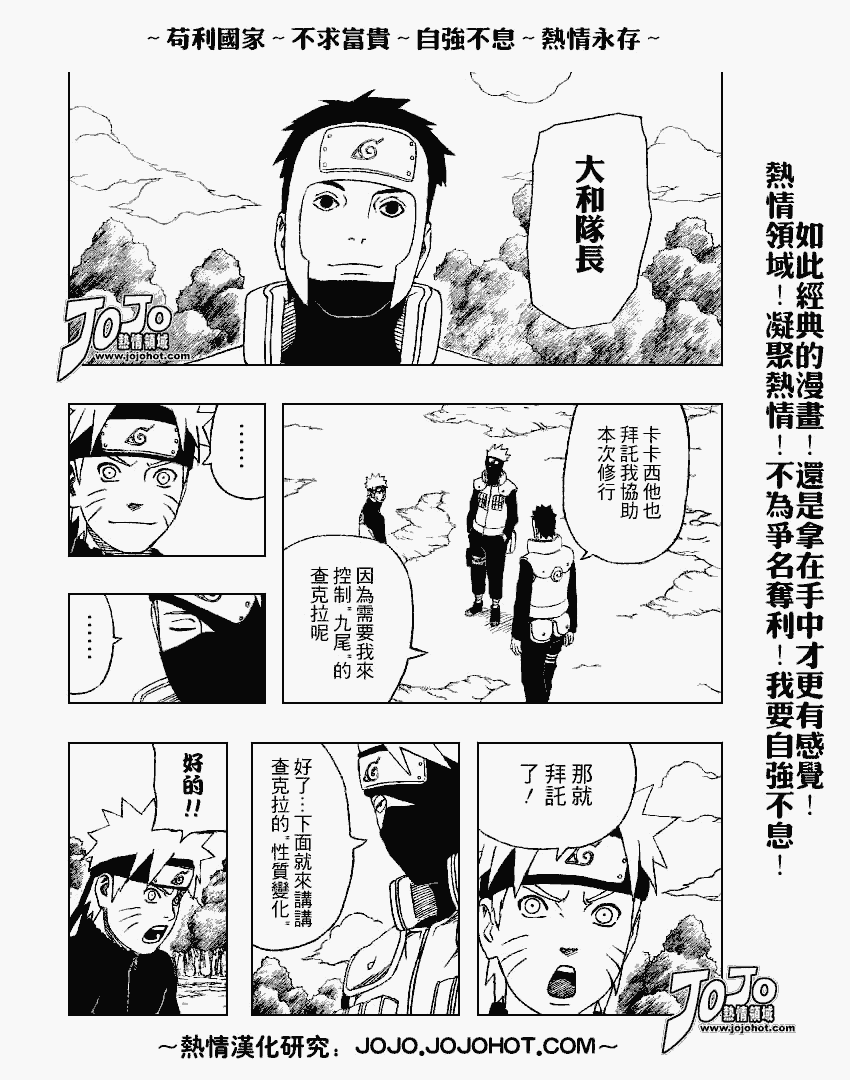 ~苟利國家~不求富貴~自強不息~熱情永存~
大和隊長
JOJO
熱情領域
www.jojohot.com
如此經典的漫畫！還是拿在手中才更有感覺！
熱情領域！凝聚熱情！不為爭名奪利！我要自強不息！
卡卡西他也
拜託我協助
本次修行
因為需要我來
控制"九尾"的
查克拉呢
……
……
那就
拜託
了！
好了…下面就來講講
查克拉的"性質變化"
好的!!
JOJO
熱情領域
www.jojohot.com
~熱情漢化研究：JOJO.JOJOHOT.COM~